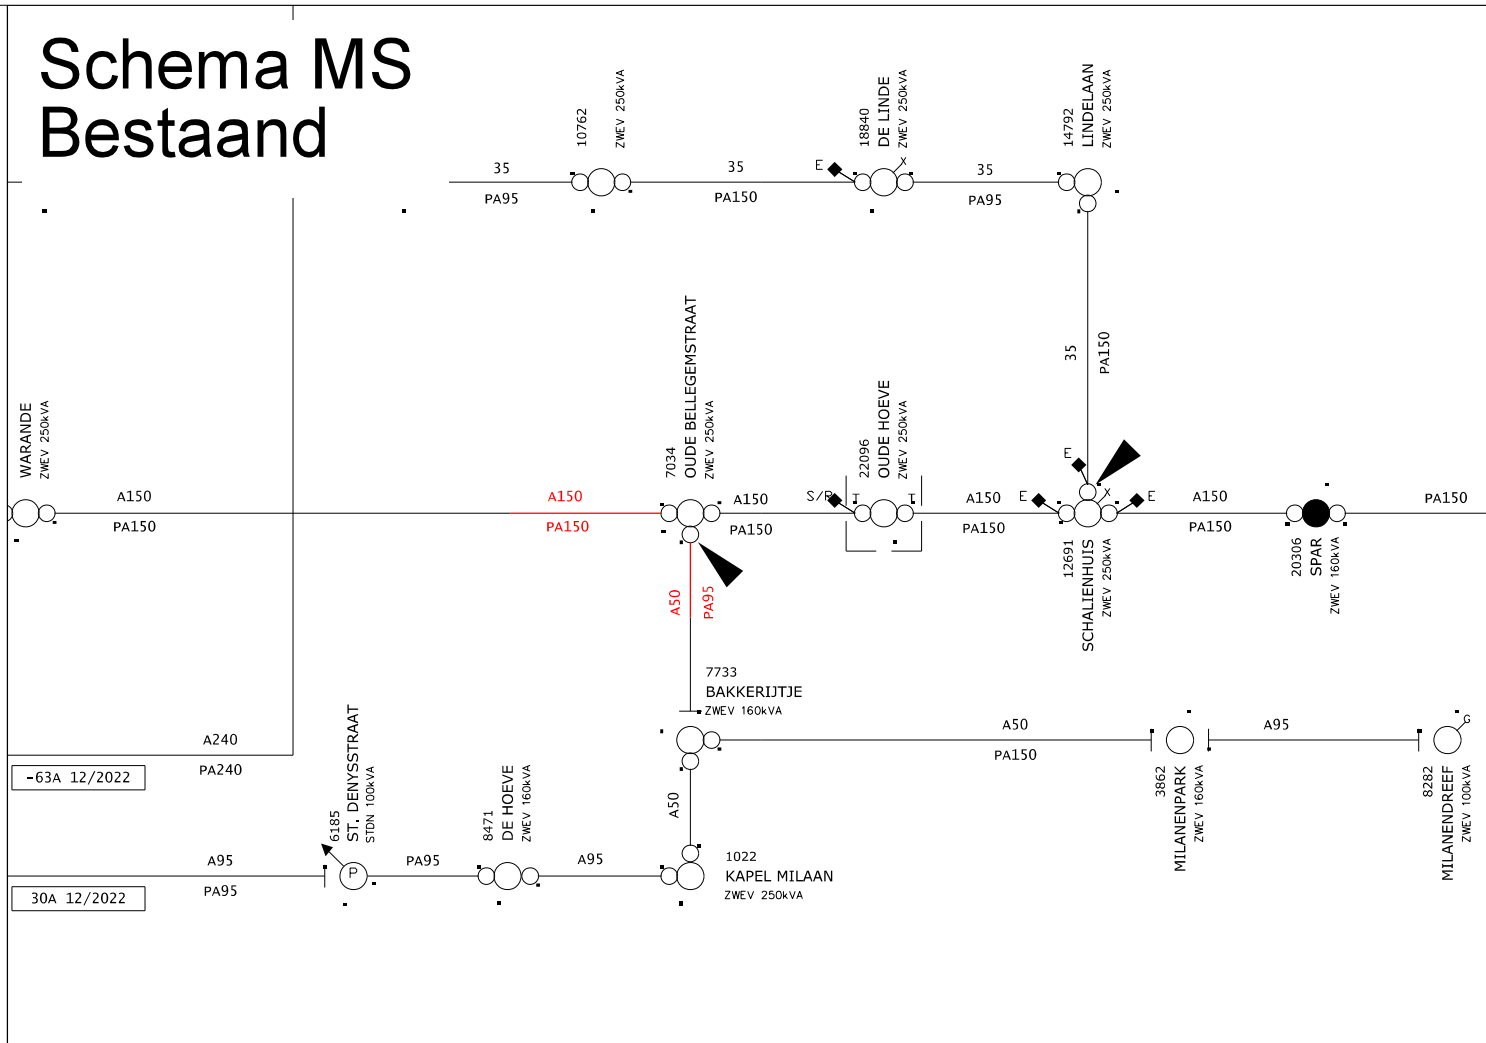 Schema MS
Bestaand
10762
ZWEV 250kVA
18840
DE LINDE
ZWEV 250kVA
14792
LINDELAAN
ZWEV 250kVA
35
PA95
35
PA150
E
X
35
PA95
35
PA150
WARANDE
ZWEV 250kVA
A150
PA150
A150
PA150
7034
OUDE BELLEGEMSTRAAT
ZWEV 250kVA
A150
PA150
S/R
T
T
22096
OUDE HOEVE
ZWEV 250kVA
A150
PA150
E
E
X
E
12691
SCHALIENHUIS
ZWEV 250kVA
A150
PA150
20306
SPAR
ZWEV 160kVA
PA150
A50
PA95
7733
BAKKERIJTJE
ZWEV 160kVA
A240
PA240
-63A 12/2022
A50
PA150
3862
MILANENPARK
ZWEV 160kVA
A95
G
8282
MILANENDREEF
ZWEV 100kVA
A50
6185
ST. DENYSSTRAAT
STDN 100kVA
P
8471
DE HOEVE
ZWEV 160kVA
A95
PA95
30A 12/2022
PA95
A95
1022
KAPEL MILAAN
ZWEV 250kVA